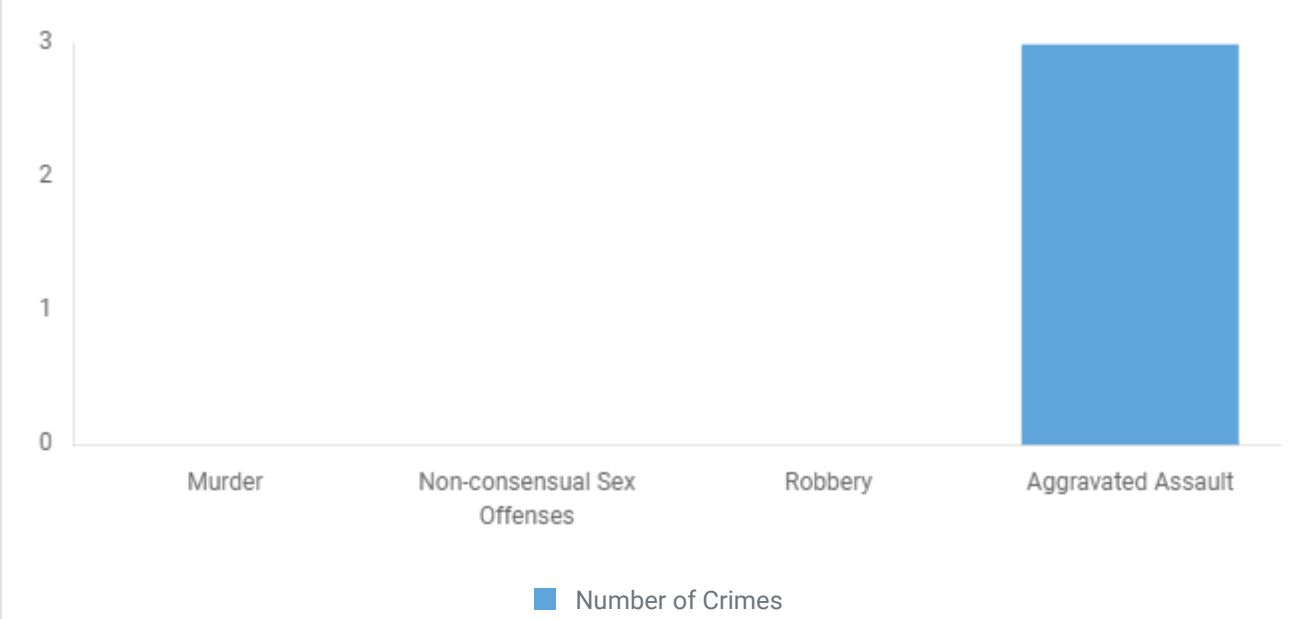 3
2
1
0
Murder
Non-consensual Sex
Offenses
Robbery
Aggravated Assault
Number of Crimes